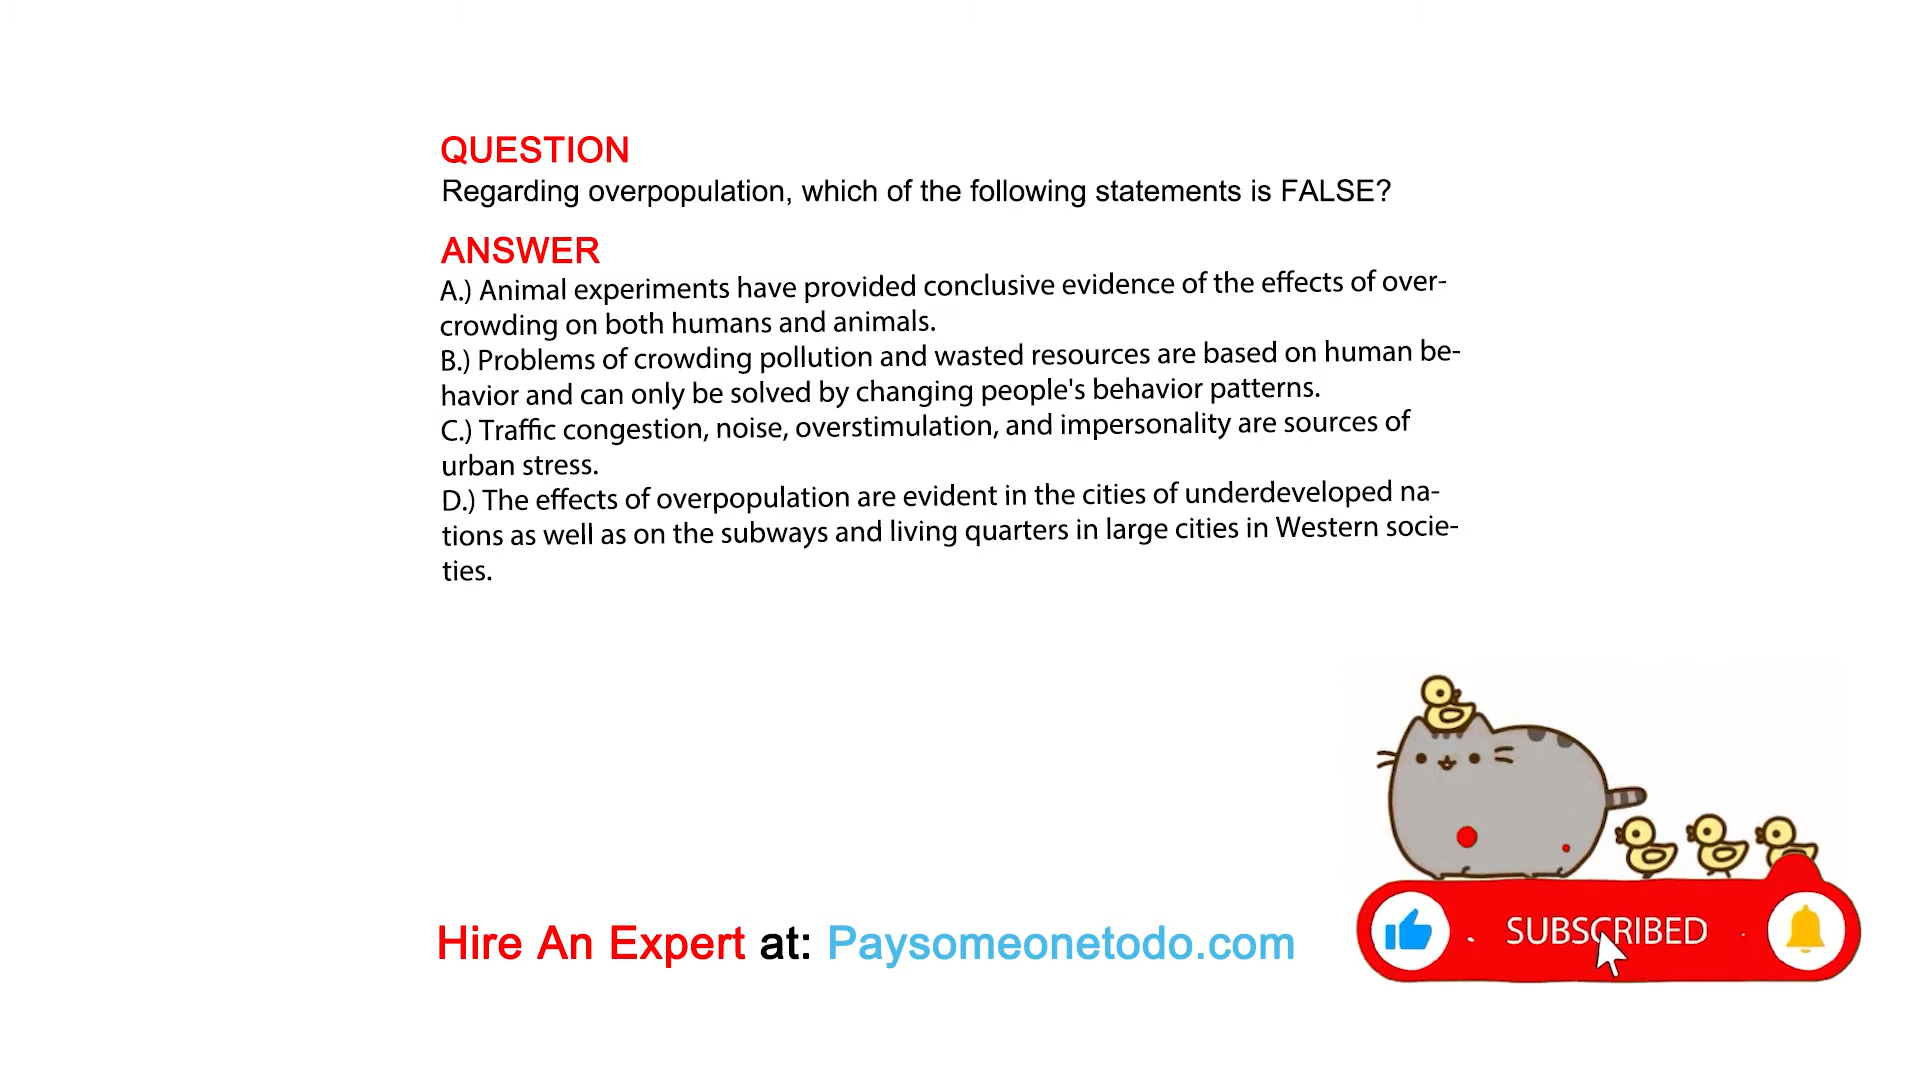 QUESTION
Regarding overpopulation, which of the following statements is FALSE?
ANSWER
A.) Animal experiments have provided conclusive evidence of the effects of over-
crowding on both humans and animals.
B.) Problems of crowding pollution and wasted resources are based on human be-
havior and can only be solved by changing people's behavior patterns.
C.) Traffic congestion, noise, overstimulation, and impersonality are sources of
urban stress.
D.) The effects of overpopulation are evident in the cities of underdeveloped na-
tions as well as on the subways and living quarters in large cities in Western socie-
ties.
Hire An Expert at: Paysomeonetodo.com
SUBSCRIBED